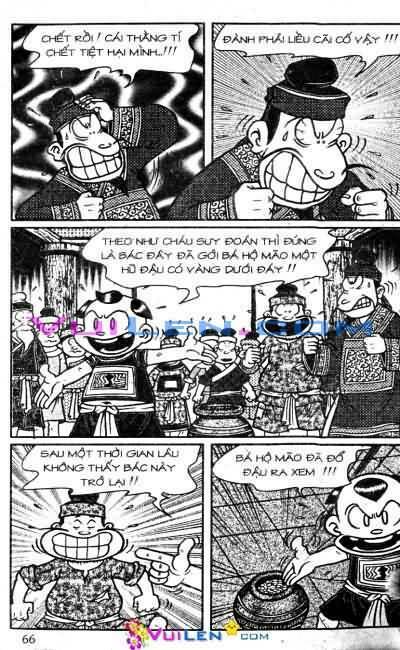 CHẾT RỒI! CÁI THẰNG TÍ
CHẾT TIỆT HẠI MÌNH..!!!
ĐÀNH PHẢI LIỀU CÃI CỐ VẬY !!!
THEO NHƯ CHÁU SUY ĐOÁN THÌ ĐÚNG
LÀ BÁC ĐÂY ĐÃ GỞI BÁ HỘ MÃO MỘT
HŨ ĐẬU CÓ VÀNG DƯỚI ĐÁY !!
VUILEN.COM
SAU MỘT THỜI GIAN LÂU
KHÔNG THẤY BÁC NÀY
TRỞ LẠI !!
BÁ HỘ MÃO ĐÃ ĐỔ
ĐẬU RA XEM !!!
66
VUILEN.COM